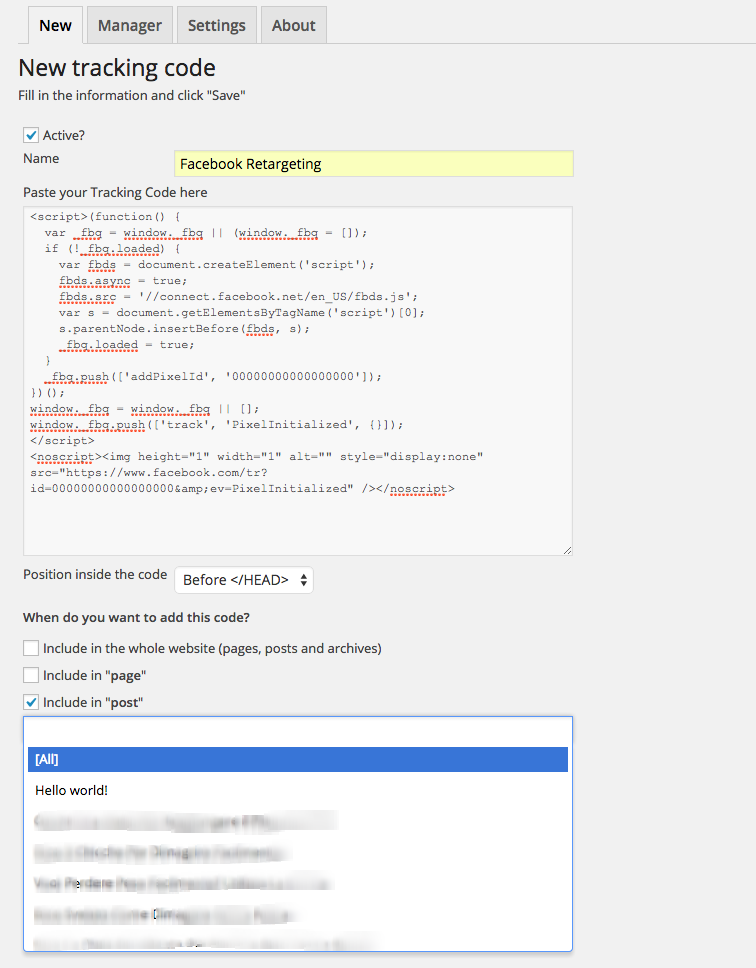 New
Manager
Settings
About
New tracking code
Fill in the information and click "Save"
Active?
Name
Facebook Retargeting
Paste your Tracking Code here
<script>(function() {
var _fbq = window._fbq || (window._fbq = []);
if (!_fbq.loaded) {
var fbds = document.createElement('script');
fbds.async = true;
fbds.src = '//connect.facebook.net/en_US/fbds.js';
var s = document.getElementsByTagName('script')[0];
s.parentNode.insertBefore(fbds, s);
_fbq.loaded = true;
}
_fbq.push(['addPixelId', '00000000000000000']);
})();
window._fbq = window._fbq || [];
window._fbq.push(['track', 'PixelInitialized', {}]);
</script>
<noscript><img height="1" width="1" alt="" style="display:none"
src="https://www.facebook.com/tr?
id=00000000000000000&amp;ev=PixelInitialized" /></noscript>
Position inside the code
Before </HEAD>
When do you want to add this code?
Include in the whole website (pages, posts and archives)
Include in "page"
Include in "post"
[All]
Hello world!